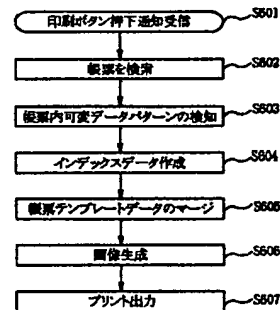 印刷ボタン押下通知受信
S601
帳票を検索
S602
帳票内可変データパターンの検知
S603
インデックスデータ作成
S604
帳票テンプレートデータのマージ
S605
画像生成
S606
プリント出力
S607